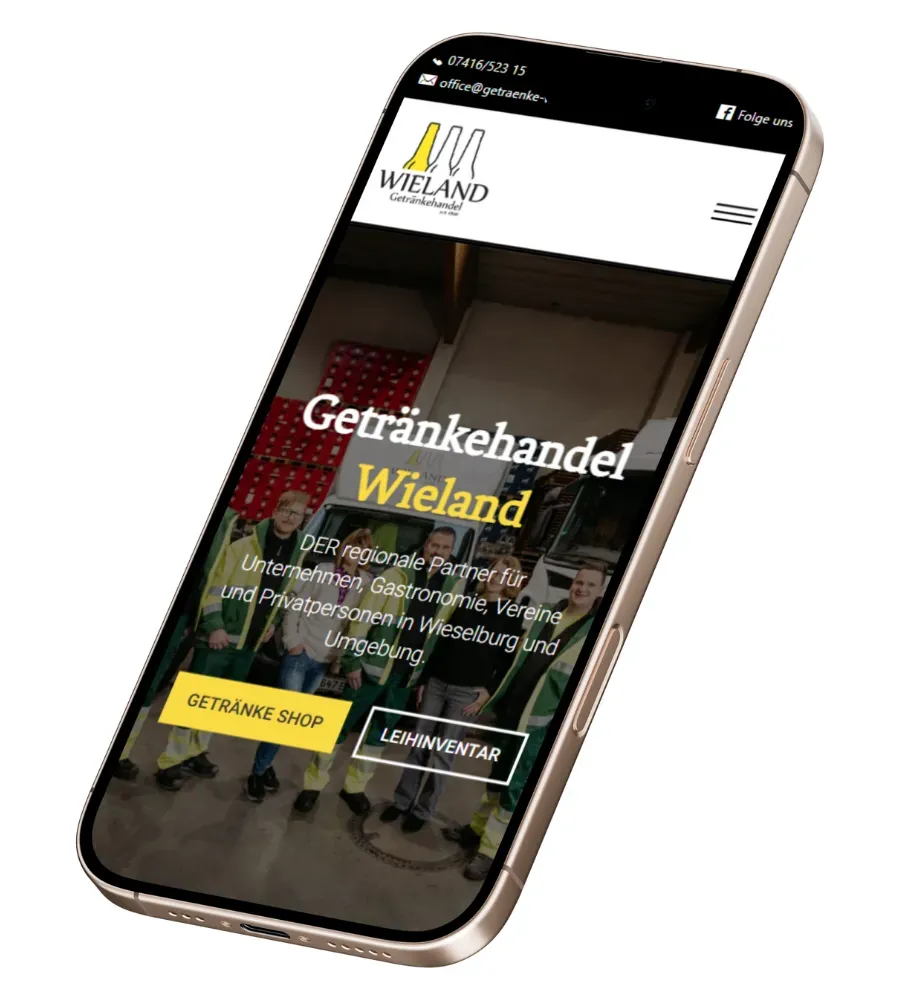 07416/523 15
office@getraenke-
Folge uns
WIELAND
Getränkehandel
Getränkehandel
Wieland
DER regionale Partner für
Unternehmen, Gastronomie, Vereine
und Privatpersonen in Wieselburg und
Umgebung.
GETRÄNKE SHOP
LEIHINVENTAR